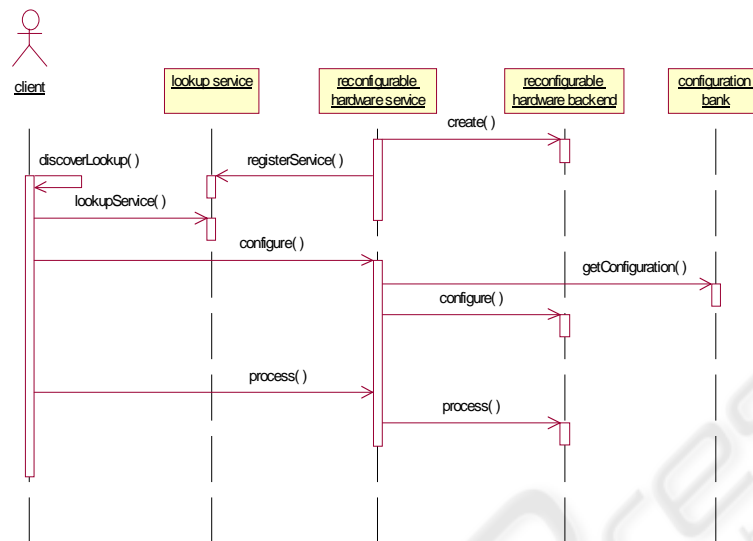 client
lookup service
reconfigurable
hardware service
reconfigurable
hardware backend
configuration
bank
create( )
discoverLookup( )
registerService( )
lookupService( )
configure( )
getConfiguration( )
configure( )
process( )
process( )